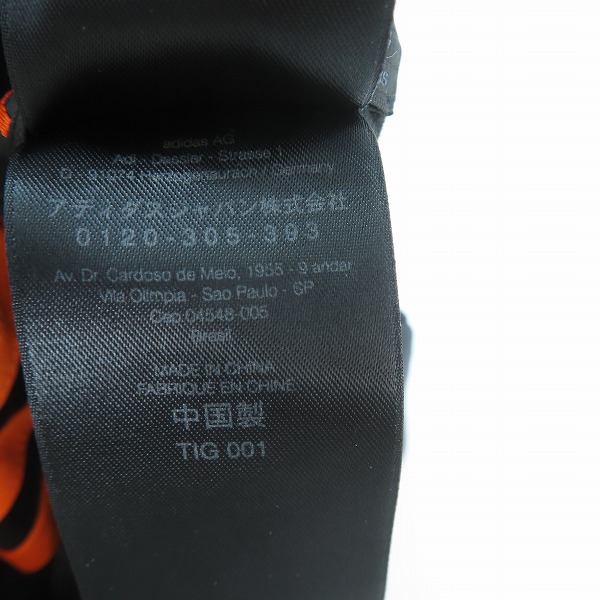 adidas AG
Adi - Dassler - Strasse 1
D - 91074 Herzogenaurach / Germany
アディダスジャパン株式会社
0120-305-393
Av. Dr. Cardoso de Melo, 1955 - 9 andar
Vila Olimpia - Sao Paulo - SP
Cep 04548-005
Brasil
MADE IN CHINA
FABRIQUE EN CHINE
中国製
TIG 001